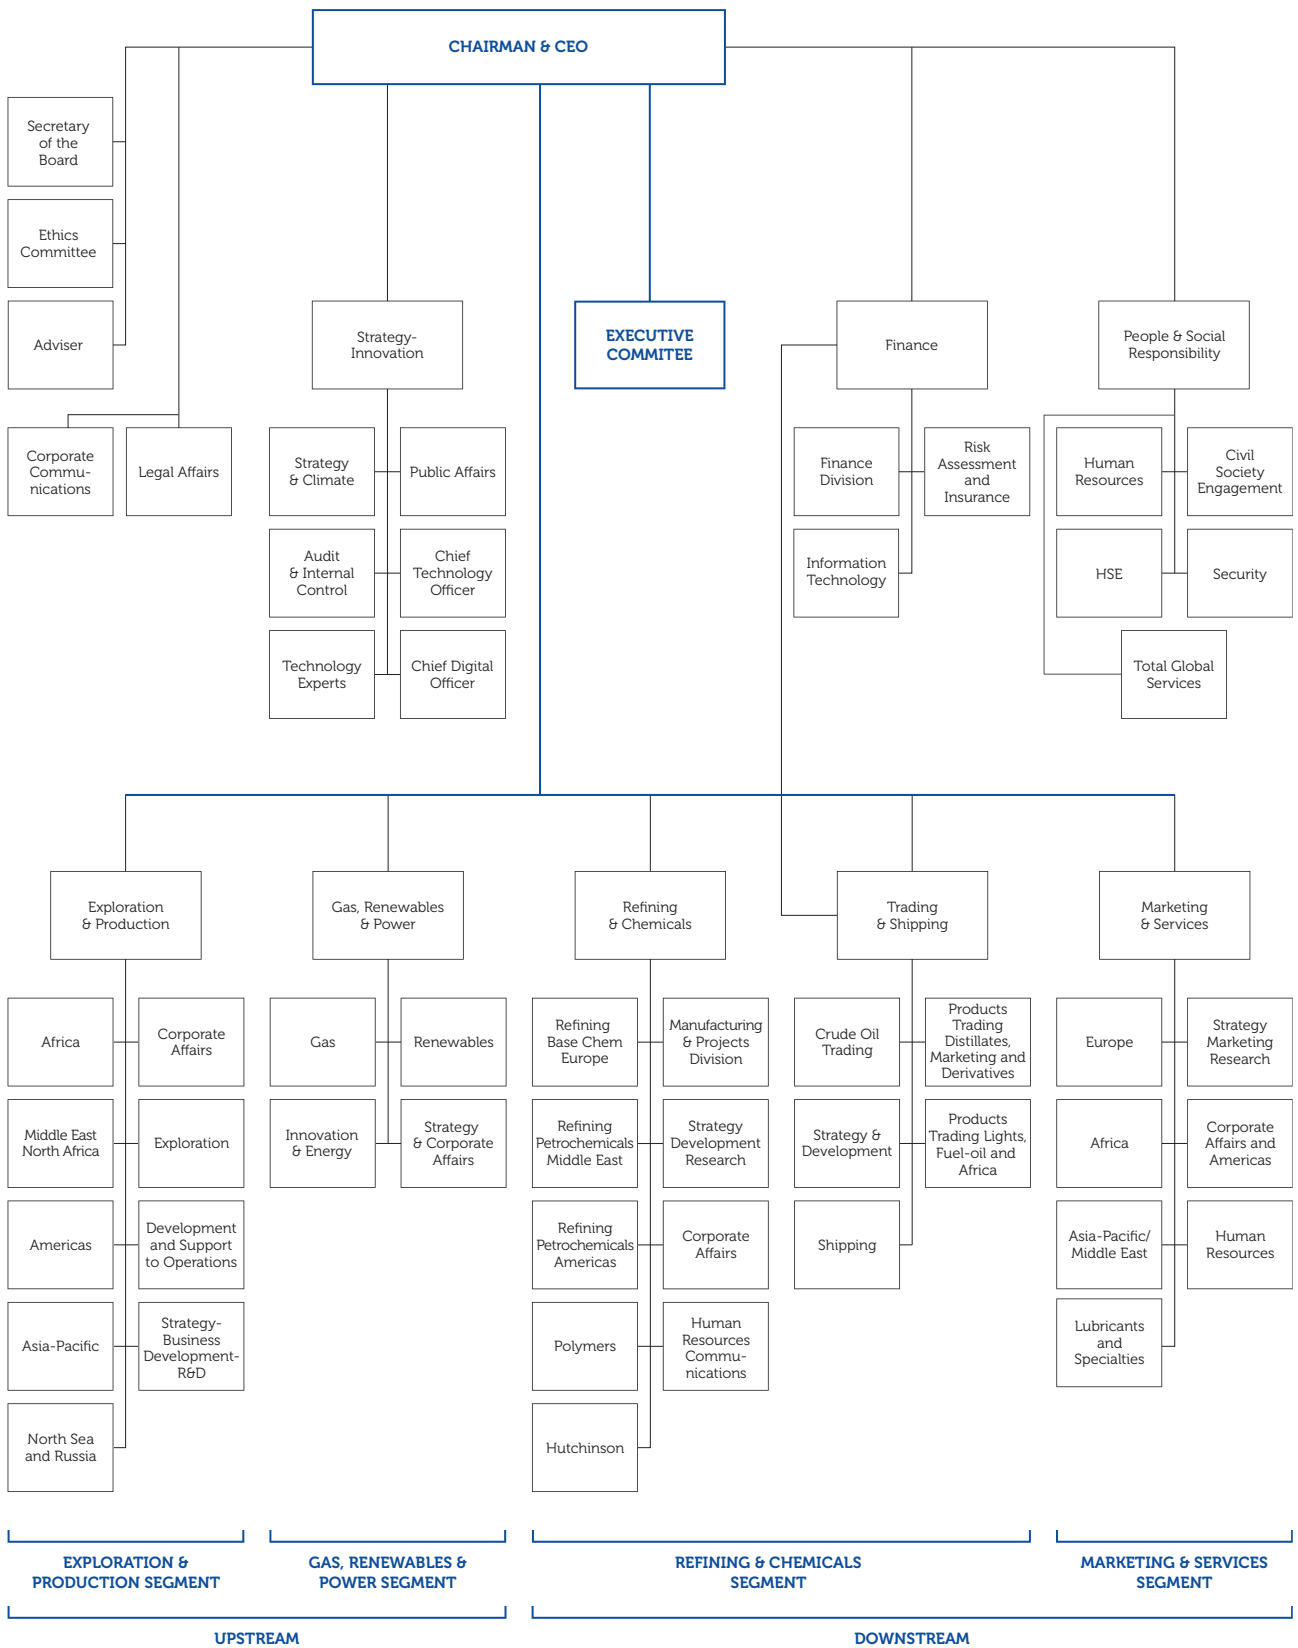 CHAIRMAN & CEO
Secretary
of the
Board
Ethics
Committee
Adviser
Corporate
Commu-
nications
Legal Affairs
Strategy-
Innovation
Strategy
& Climate
Public Affairs
Audit
& Internal
Control
Chief
Technology
Officer
Technology
Experts
Chief Digital
Officer
EXECUTIVE
COMMITEE
Finance
Finance
Division
Risk
Assessment
and
Insurance
Information
Technology
People & Social
Responsibility
Human
Resources
Civil
Society
Engagement
HSE
Security
Total Global
Services
Exploration
& Production
Africa
Corporate
Affairs
Middle East
North Africa
Exploration
Americas
Development
and Support
to Operations
Asia-Pacific
Strategy-
Business
Development-
R&D
North Sea
and Russia
Gas, Renewables
& Power
Gas
Renewables
Innovation
& Energy
Strategy
& Corporate
Affairs
Refining
& Chemicals
Refining
Base Chem
Europe
Manufacturing
& Projects
Division
Refining
Petrochemicals
Middle East
Strategy
Development
Research
Refining
Petrochemicals
Americas
Corporate
Affairs
Polymers
Human
Resources
Commu-
nications
Hutchinson
Trading
& Shipping
Crude Oil
Trading
Products
Trading
Distillates,
Marketing and
Derivatives
Strategy &
Development
Products
Trading Lights,
Fuel-oil and
Africa
Shipping
Marketing
& Services
Europe
Strategy
Marketing
Research
Africa
Corporate
Affairs and
Americas
Asia-Pacific/
Middle East
Human
Resources
Lubricants
and
Specialties
EXPLORATION &
PRODUCTION SEGMENT
GAS, RENEWABLES &
POWER SEGMENT
REFINING & CHEMICALS
SEGMENT
MARKETING & SERVICES
SEGMENT
UPSTREAM
DOWNSTREAM